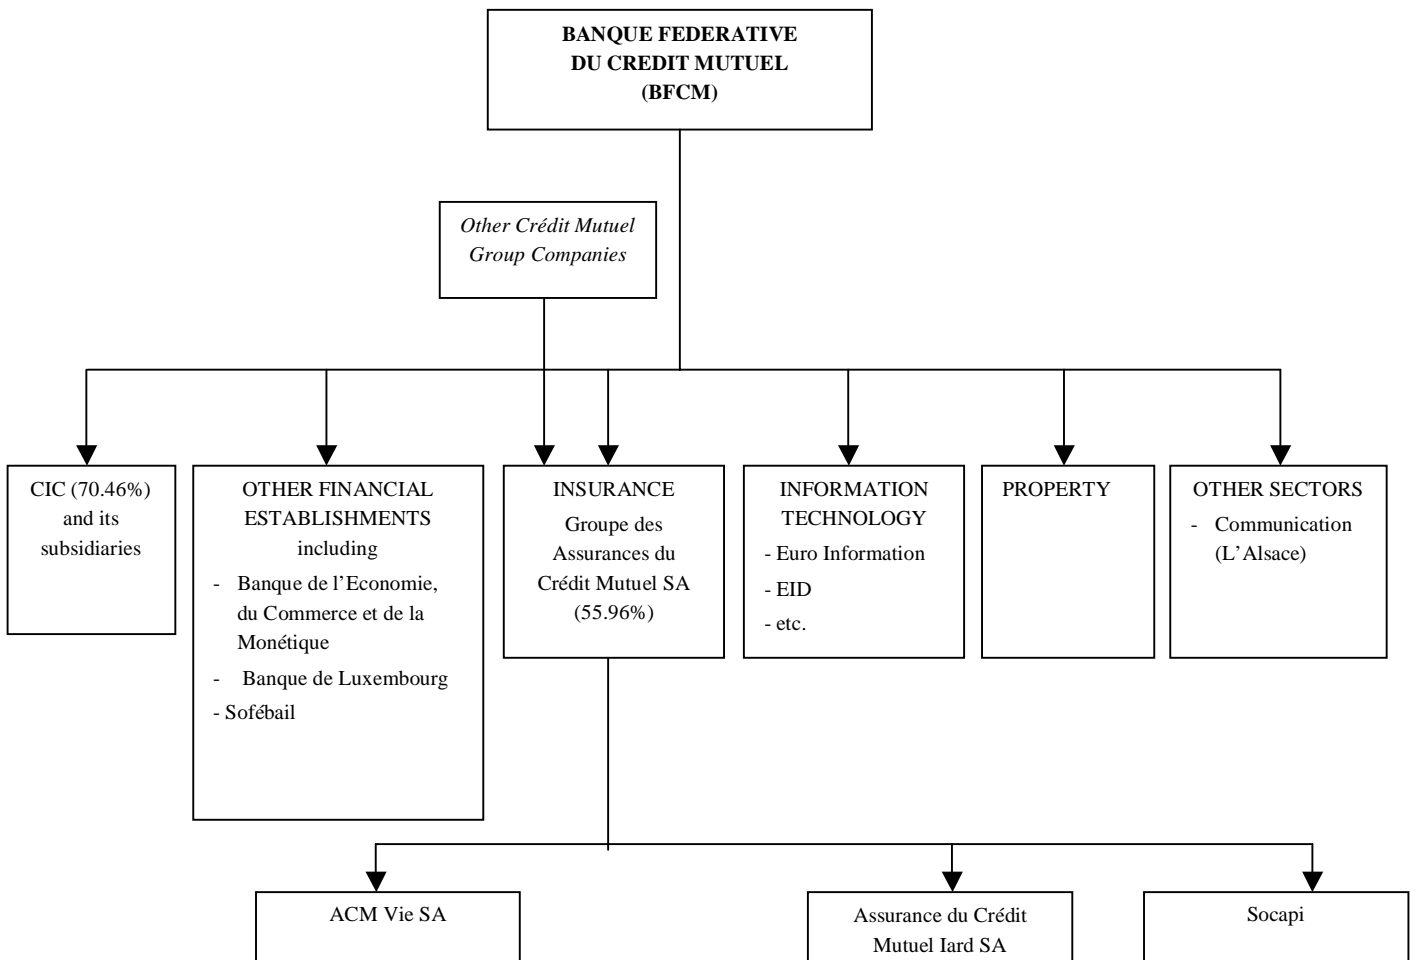 BANQUE FEDERATIVE
DU CREDIT MUTUEL
(BFCM)
Other Crédit Mutuel
Group Companies
CIC (70.46%)
and its
subsidiaries
OTHER FINANCIAL
ESTABLISHMENTS
including
- Banque de l’Economie,
du Commerce et de la
Monétique
- Banque de Luxembourg
- Sofébail
INSURANCE
Groupe des
Assurances du
Crédit Mutuel SA
(55.96%)
INFORMATION
TECHNOLOGY
- Euro Information
- EID
- etc.
PROPERTY
OTHER SECTORS
- Communication
(L’Alsace)
ACM Vie SA
Assurance du Crédit
Mutuel Iard SA
Socapi